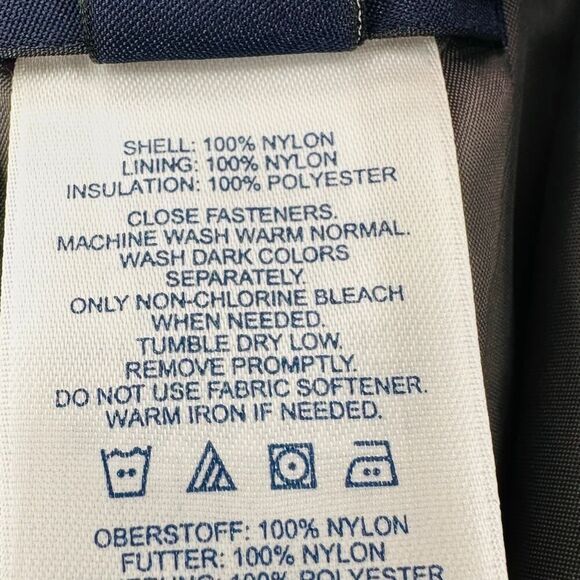 SHELL: 100% NYLON
LINING: 100% NYLON
INSULATION: 100% POLYESTER
CLOSE FASTENERS.
MACHINE WASH WARM NORMAL.
WASH DARK COLORS
SEPARATELY.
ONLY NON-CHLORINE BLEACH
WHEN NEEDED.
TUMBLE DRY LOW.
REMOVE PROMPTLY.
DO NOT USE FABRIC SOFTENER.
WARM IRON IF NEEDED.
OBERSTOFF: 100% NYLON
FUTTER: 100% NYLON
100% POLYESTER